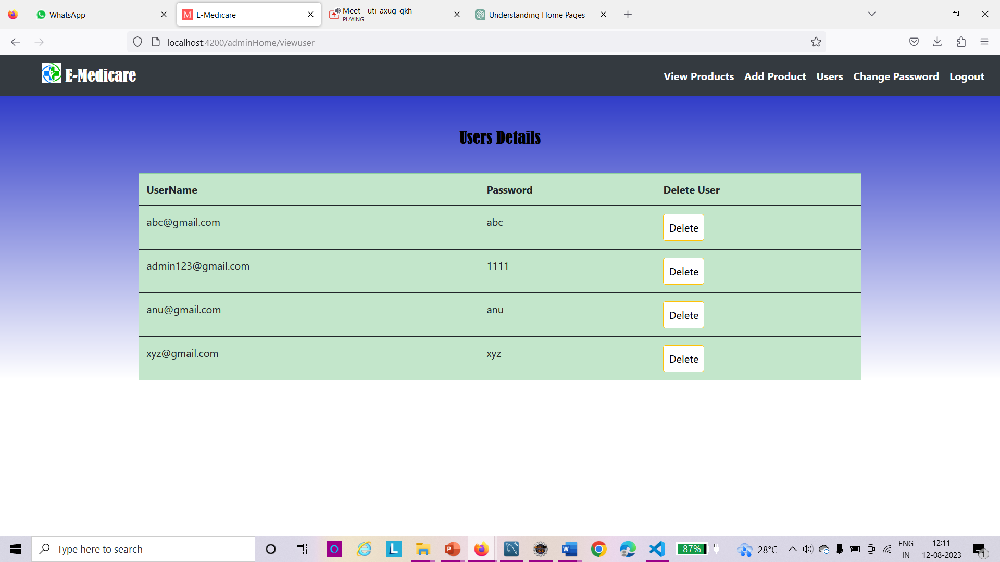 WhatsApp
E-Medicare
Meet - uti-axug-qkh
PLAYING
Understanding Home Pages
localhost:4200/adminHome/viewuser
E-Medicare
View Products Add Product Users Change Password Logout
Users Details
UserName Password Delete User
abc@gmail.com abc Delete
admin123@gmail.com 1111 Delete
anu@gmail.com anu Delete
xyz@gmail.com xyz Delete
Type here to search
87%
28°C
ENG
IN
12:11
12-08-2023
1